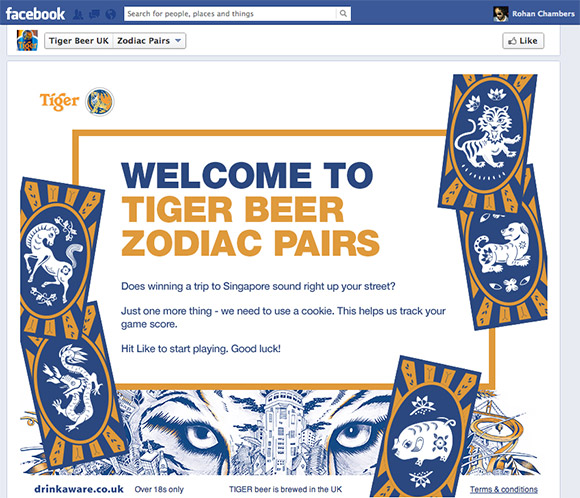 facebook
Search for people, places and things
Rohan Chambers
Tiger Beer UK
Zodiac Pairs
Like
Tiger
WELCOME TO
TIGER BEER
ZODIAC PAIRS
Does winning a trip to Singapore sound right up your street?
Just one more thing - we need to use a cookie. This helps us track your
game score.
Hit Like to start playing. Good luck!
drinkaware.co.uk
Over 18s only
TIGER beer is brewed in the UK
Terms & conditions